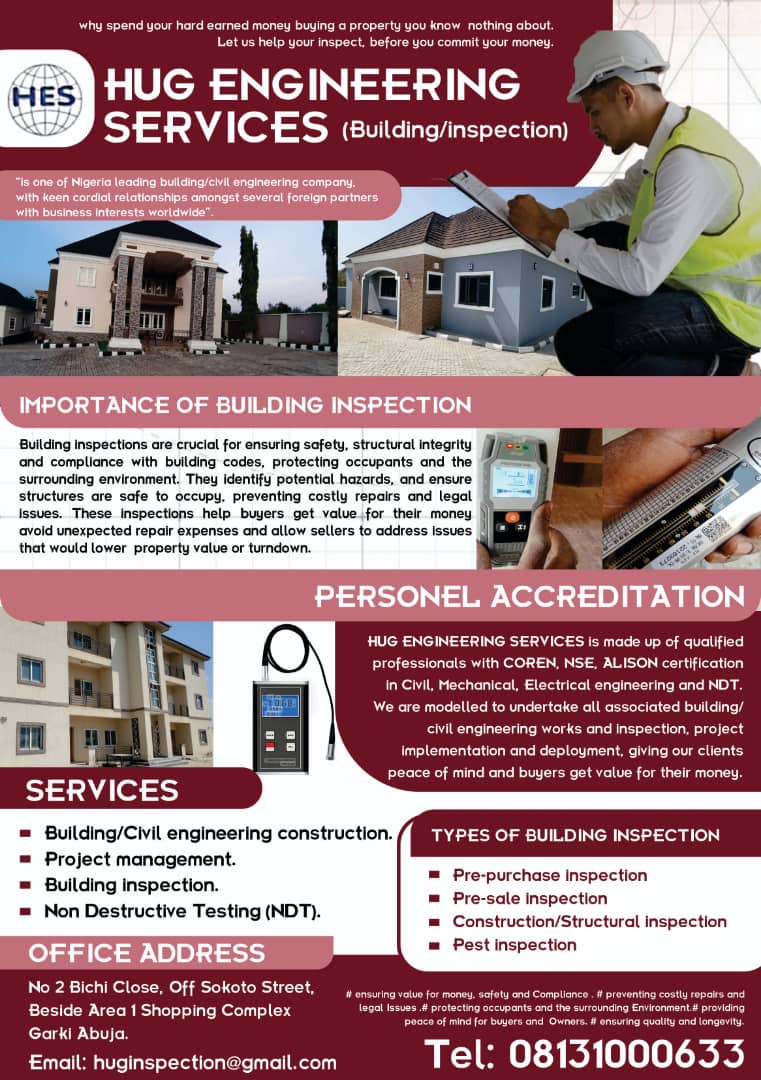 why spend your hard earned money buying a property you know nothing about.
Let us help your inspect, before you commit your money.
HES
HUG ENGINEERING
SERVICES (Building/inspection)
"is one of Nigeria leading building/civil engineering company,
with keen cordial relationships amongst several foreign partners
with business interests worldwide".
IMPORTANCE OF BUILDING INSPECTION
Building inspections are crucial for ensuring safety, structural integrity
and compliance with building codes, protecting occupants and the
surrounding environment. They identify potential hazards, and ensure
structures are safe to occupy, preventing costly repairs and legal
issues. These inspections help buyers get value for their money
avoid unexpected repair expenses and allow sellers to address issues
that would lower property value or turndown.
PERSONEL ACCREDITATION
HUG ENGINEERING SERVICES is made up of qualified
professionals with COREN, NSE, ALISON certification
in Civil, Mechanical, Electrical engineering and NDT.
We are modelled to undertake all associated building/
civil engineering works and inspection, project
implementation and deployment, giving our clients
peace of mind and buyers get value for their money.
SERVICES
Building/Civil engineering construction.
Project management.
Building inspection.
Non Destructive Testing (NDT).
TYPES OF BUILDING INSPECTION
Pre-purchase inspection
Pre-sale inspection
Construction/Structural inspection
Pest inspection
OFFICE ADDRESS
No 2 Bichi Close, Off Sokoto Street,
Beside Area 1 Shopping Complex
Garki Abuja.
Email: huginspection@gmail.com
# ensuring value for money, safety and Compliance . # preventing costly repairs and
legal Issues .# protecting occupants and the surrounding Environment.# providing
peace of mind for buyers and Owners. # ensuring quality and longevity.
Tel: 08131000633